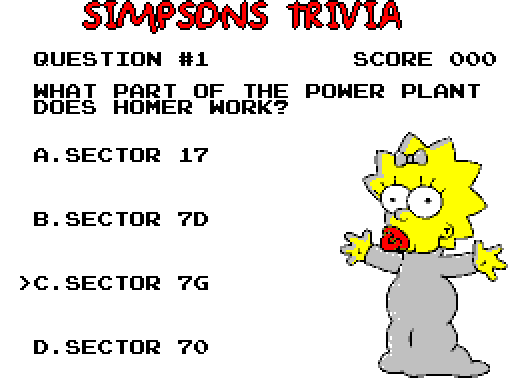 SIMPSONS TRIVIA
QUESTION #1 SCORE 000
WHAT PART OF THE POWER PLANT
DOES HOMER WORK?
A.SECTOR 17
B.SECTOR 7D
>C.SECTOR 7G
D.SECTOR 70